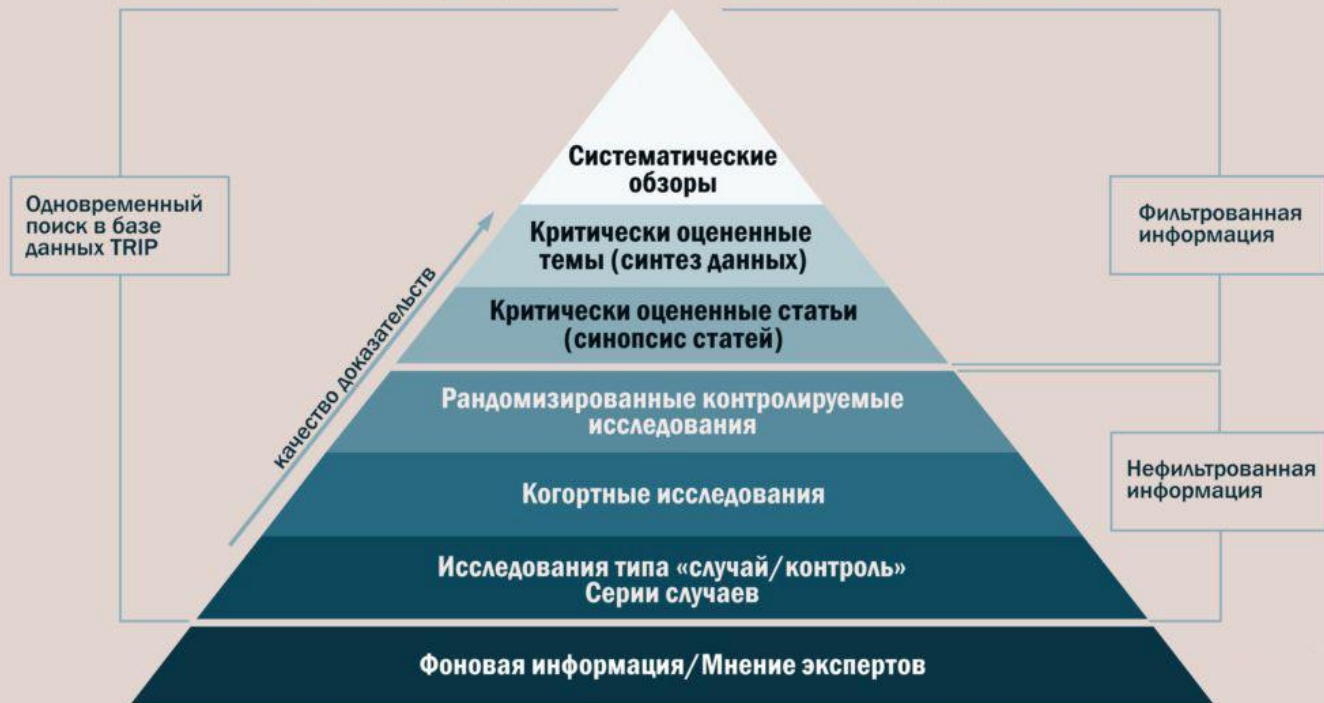 Систематические
обзоры
Одновременный
поиск в базе
данных TRIP
Фильтрованная
информация
Критически оцененные
темы (синтез данных)
качество доказательств
Критически оцененные статьи
(синопсис статей)
Рандомизированные контролируемые
исследования
Нефильтрованная
информация
Когортные исследования
Исследования типа «случай/контроль»
Серии случаев
Фоновая информация/Мнение экспертов